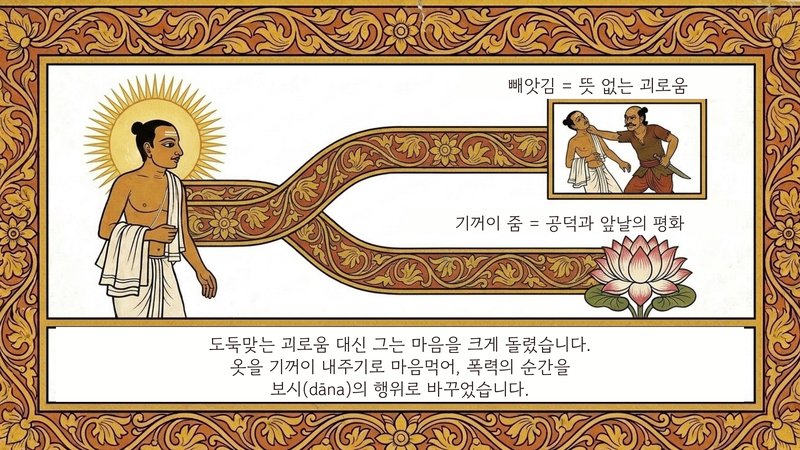 빼앗김 = 뜻 없는 괴로움
기꺼이 줌 = 공덕과 앞날의 평화
도둑맞는 괴로움 대신 그는 마음을 크게 돌렸습니다.
옷을 기꺼이 내주기로 마음먹어, 폭력의 순간을
보시(dāna)의 행위로 바꾸었습니다.